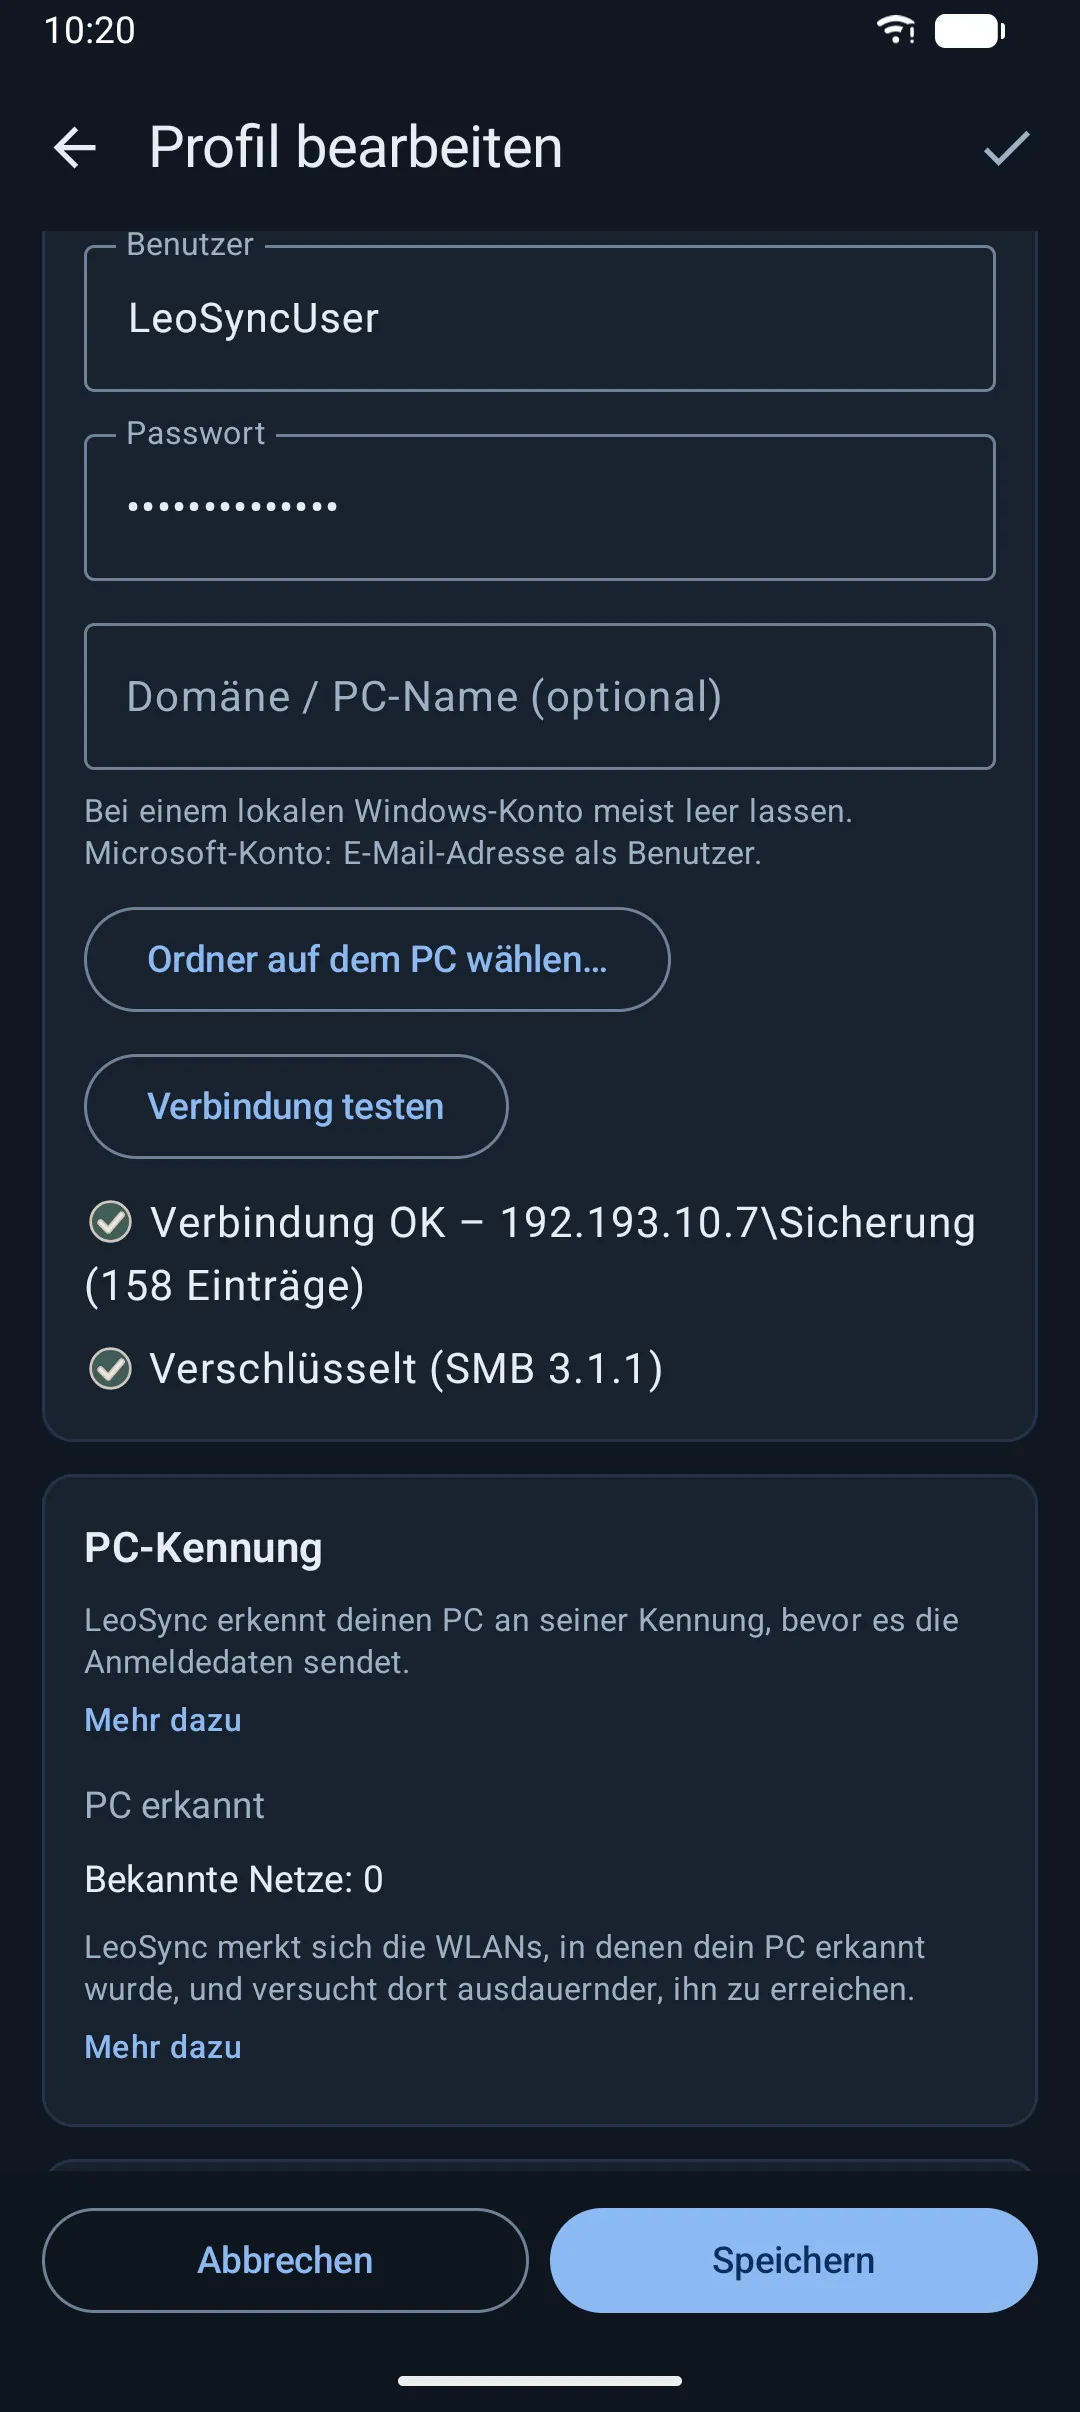 10:20
Profil bearbeiten
Benutzer
LeoSyncUser
Passwort
••••••••••••••
Domäne / PC-Name (optional)
Bei einem lokalen Windows-Konto meist leer lassen.
Microsoft-Konto: E-Mail-Adresse als Benutzer.
Ordner auf dem PC wählen…
Verbindung testen
Verbindung OK – 192.193.10.7\Sicherung
(158 Einträge)
Verschlüsselt (SMB 3.1.1)
PC-Kennung
LeoSync erkennt deinen PC an seiner Kennung, bevor es die
Anmeldedaten sendet.
Mehr dazu
PC erkannt
Bekannte Netze: 0
LeoSync merkt sich die WLANs, in denen dein PC erkannt
wurde, und versucht dort ausdauernder, ihn zu erreichen.
Mehr dazu
Abbrechen
Speichern